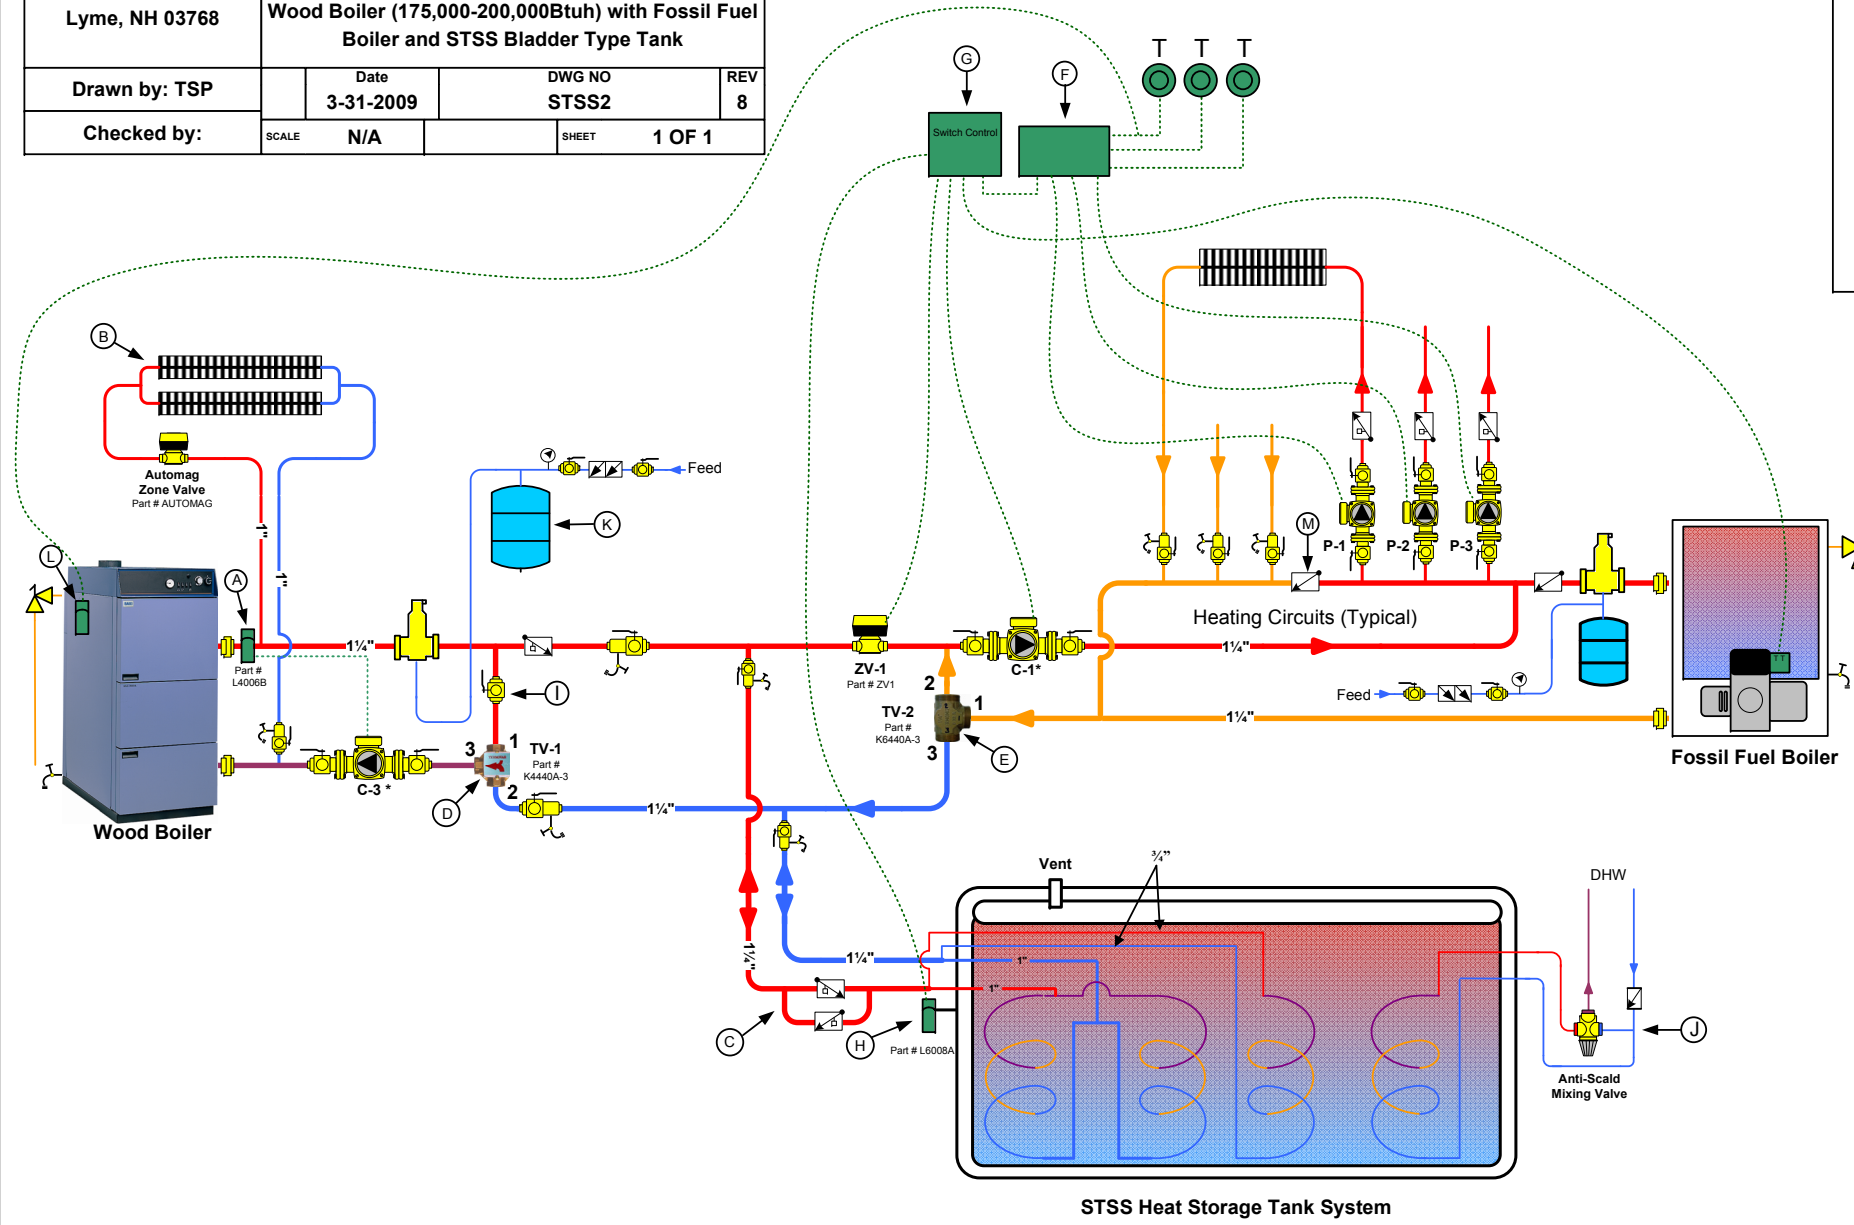 Lyme, NH 03768
Wood Boiler (175,000-200,000Btuh) with Fossil Fuel
Boiler and STSS Bladder Type Tank
Drawn by: TSP
Date
3-31-2009
DWG NO
STSS2
REV
8
Checked by:
SCALE
N/A
SHEET
1 OF 1
G
F
T T T
Switch Control
B
Automag
Zone Valve
Part # AUTOMAG
1"
1"
Feed
K
M
P-1
P-2
P-3
L
A
Part #
L4006B
1¼"
Heating Circuits (Typical)
ZV-1
Part # ZV1
C-1*
1¼"
I
2
1
TV-2
Part #
K6440A-3
3
E
Feed
1¼"
T T
Fossil Fuel Boiler
3
1
TV-1
Part #
K4440A-3
2
C-3 *
D
1¼"
Wood Boiler
Vent
¾"
DHW
1¼"
1¼"
1"
1"
C
H
Part # L6008A
J
Anti-Scald
Mixing Valve
STSS Heat Storage Tank System